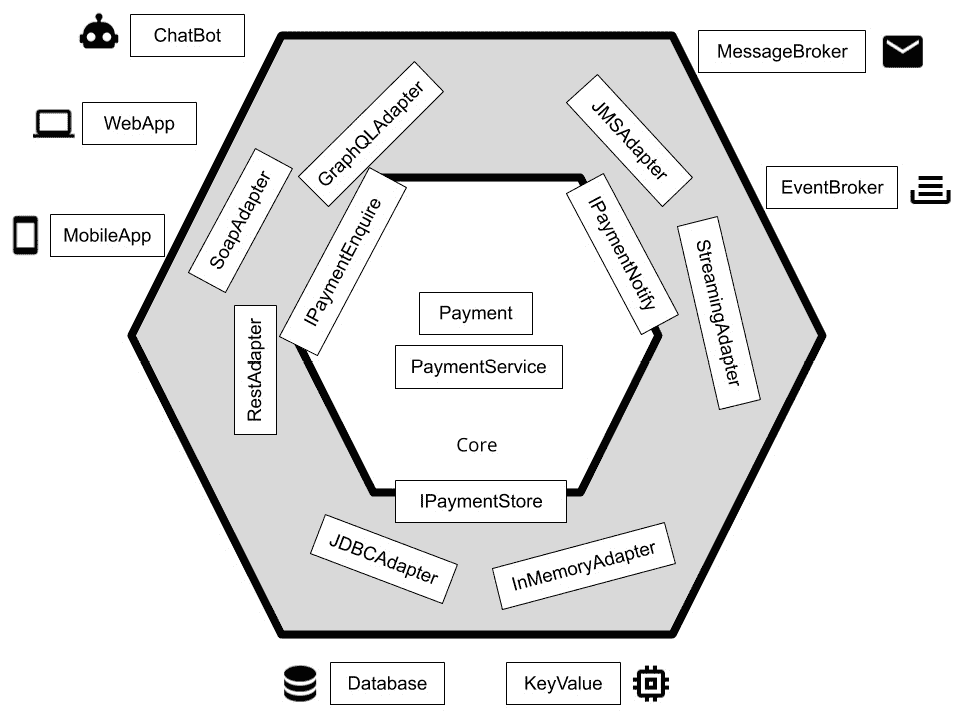 ChatBot
MessageBroker
WebApp
GraphQLAdapter
JMSAdapter
EventBroker
SoapAdapter
MobileApp
IPaymentEnquire
IPaymentNotify
StreamingAdapter
Payment
RestAdapter
PaymentService
Core
IPaymentStore
JDBCAdapter
InMemoryAdapter
Database
KeyValue